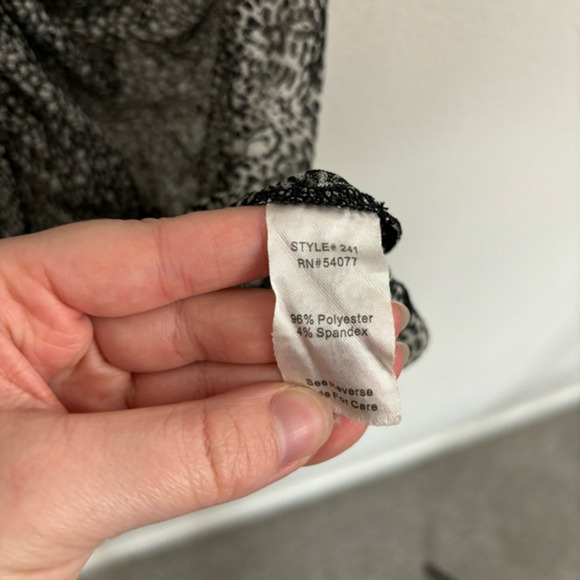 STYLE# 241
RN#54077
96% Polyester
4% Spandex
See Reverse
For Care